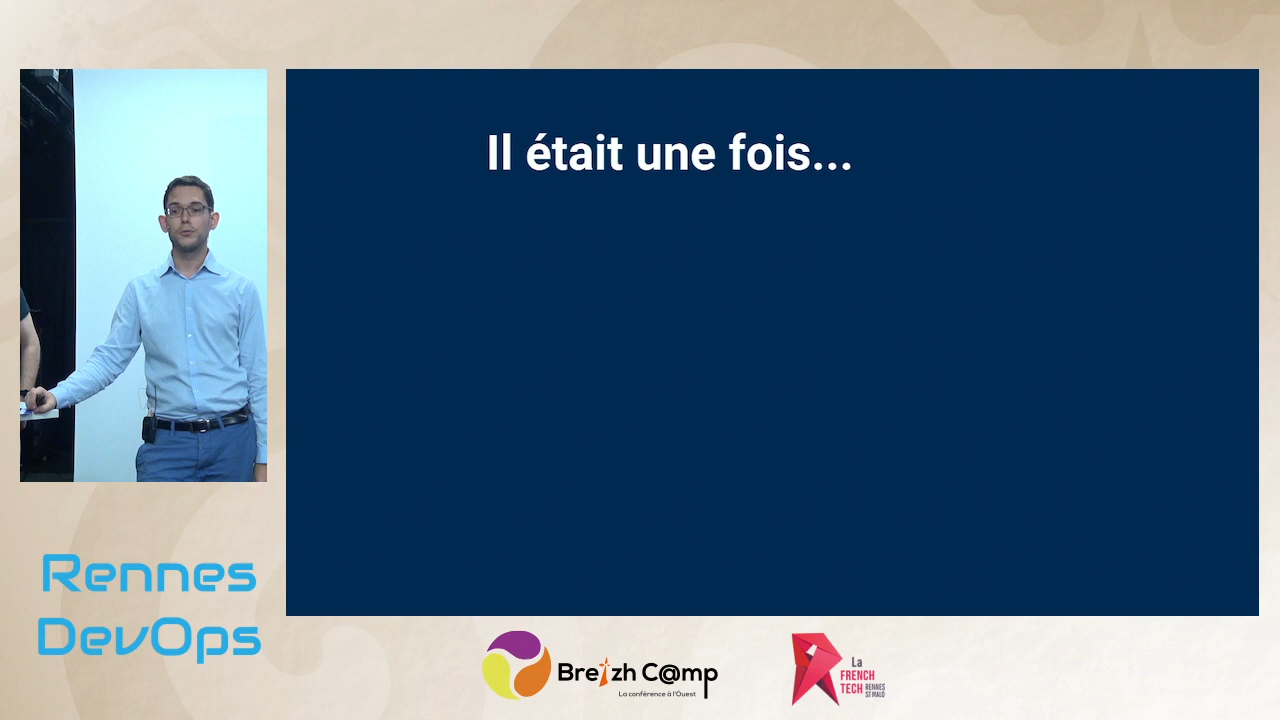 Il était une fois...
Rennes
DevOps
Breizh C@mp
La conférence à l'Ouest
La
FRENCH
TECH
RENNES
ST MALO